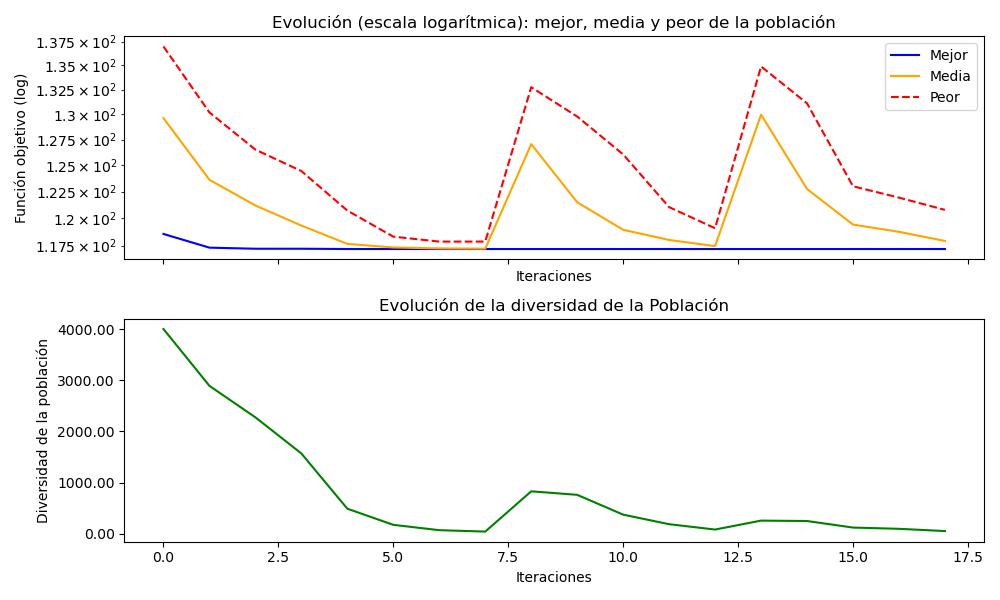 Evolución (escala logarítmica): mejor, media y peor de la población
Función objetivo (log)
1.375 × 10²
1.35 × 10²
1.325 × 10²
1.3 × 10²
1.275 × 10²
1.25 × 10²
1.225 × 10²
1.2 × 10²
1.175 × 10²
Mejor
Media
Peor
Iteraciones
Evolución de la diversidad de la Población
Diversidad de la población
4000.00
3000.00
2000.00
1000.00
0.00
0.0 2.5 5.0 7.5 10.0 12.5 15.0 17.5
Iteraciones